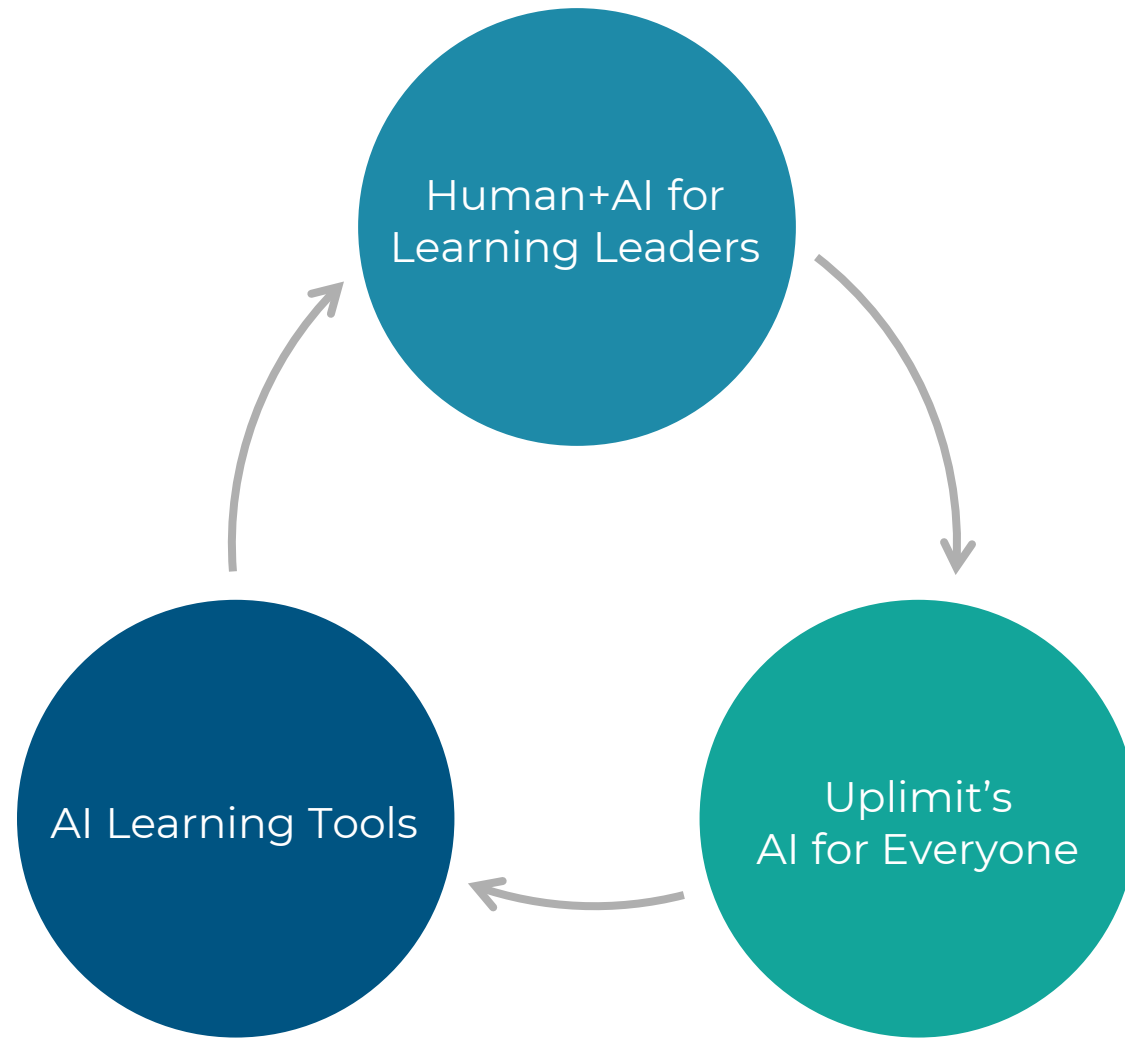 Human+AI for
Learning Leaders
AI Learning Tools
Uplimit’s
AI for Everyone